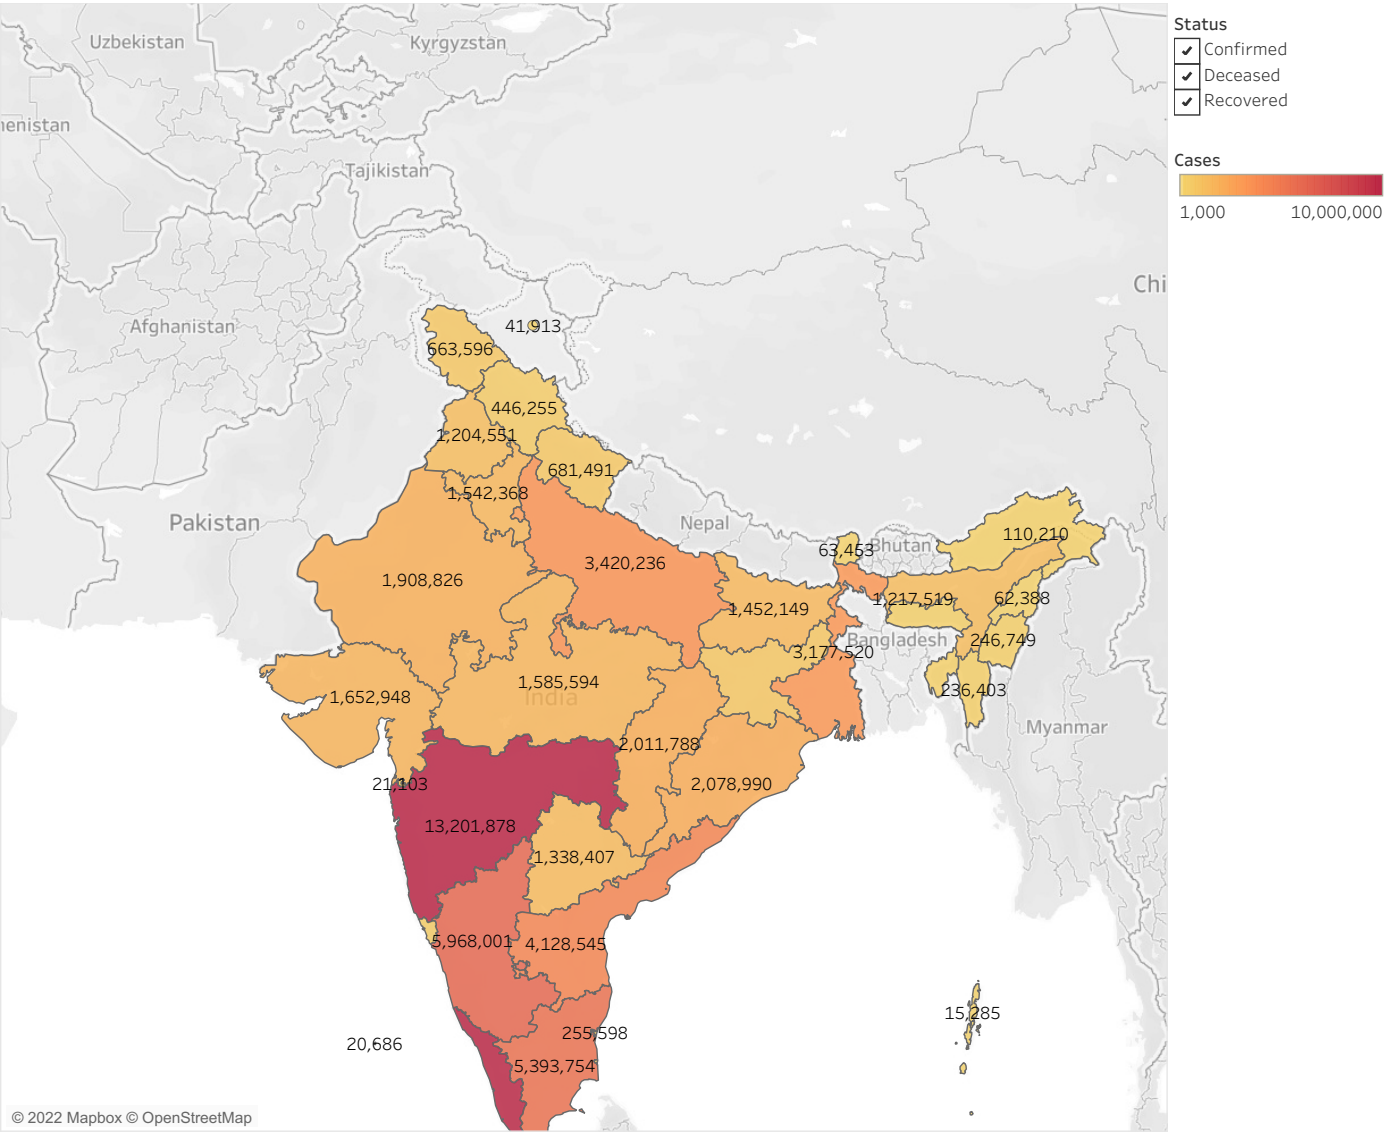 Uzbekistan
Kyrgyzstan
enistan
Tajikistan
Afghanistan
Pakistan
Nepal
Bhutan
Bangladesh
India
Myanmar
Chi
41,913
663,596
446,255
1,204,551
681,491
1,542,368
110,210
63,453
3,420,236
1,908,826
1,217,519
62,388
1,452,149
246,749
3,177,520
1,585,594
236,403
1,652,948
2,011,788
21,103
2,078,990
13,201,878
1,338,407
5,968,001
4,128,545
15,285
255,598
20,686
5,393,754
© 2022 Mapbox © OpenStreetMap
Status
Confirmed
Deceased
Recovered
Cases
1,000 10,000,000